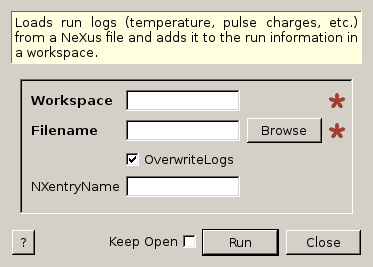 Loads run logs (temperature, pulse charges, etc.)
from a NeXus file and adds it to the run information in
a workspace.
Workspace
Filename
Browse
OverwriteLogs
NXentryName
?
Keep Open
Run
Close